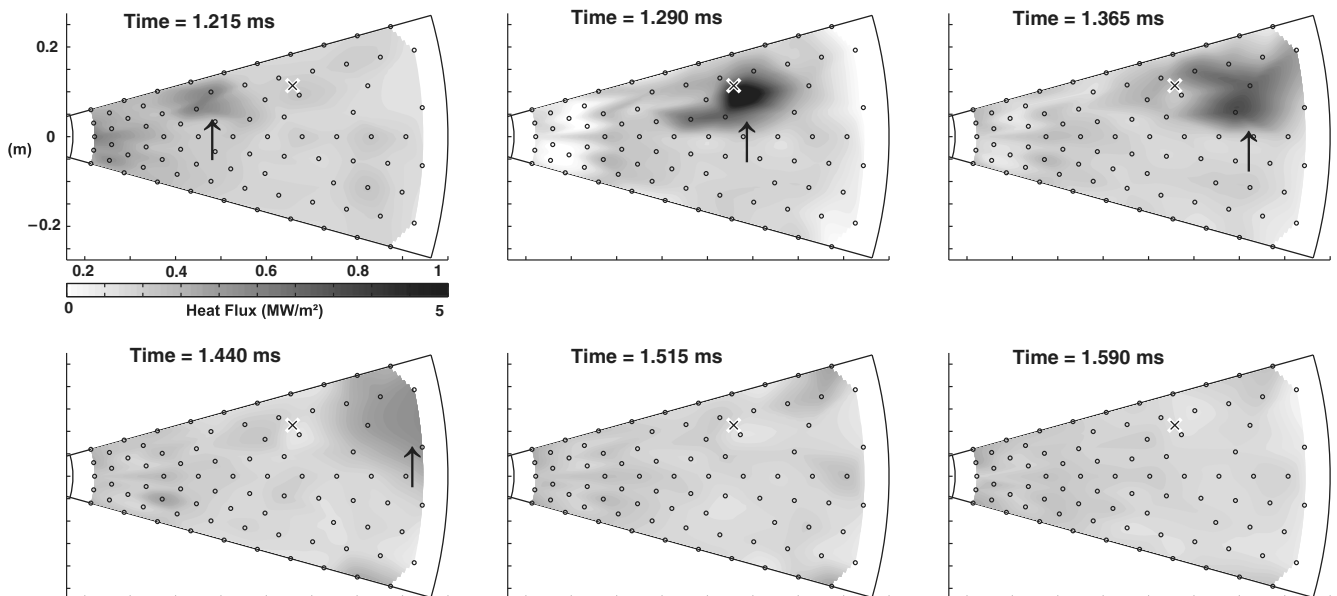 Time = 1.215 ms
Time = 1.290 ms
Time = 1.365 ms
0.2
0
(m)
−0.2
0.2 0.4 0.6 0.8 1
0 5
Heat Flux (MW/m²)
Time = 1.440 ms
Time = 1.515 ms
Time = 1.590 ms